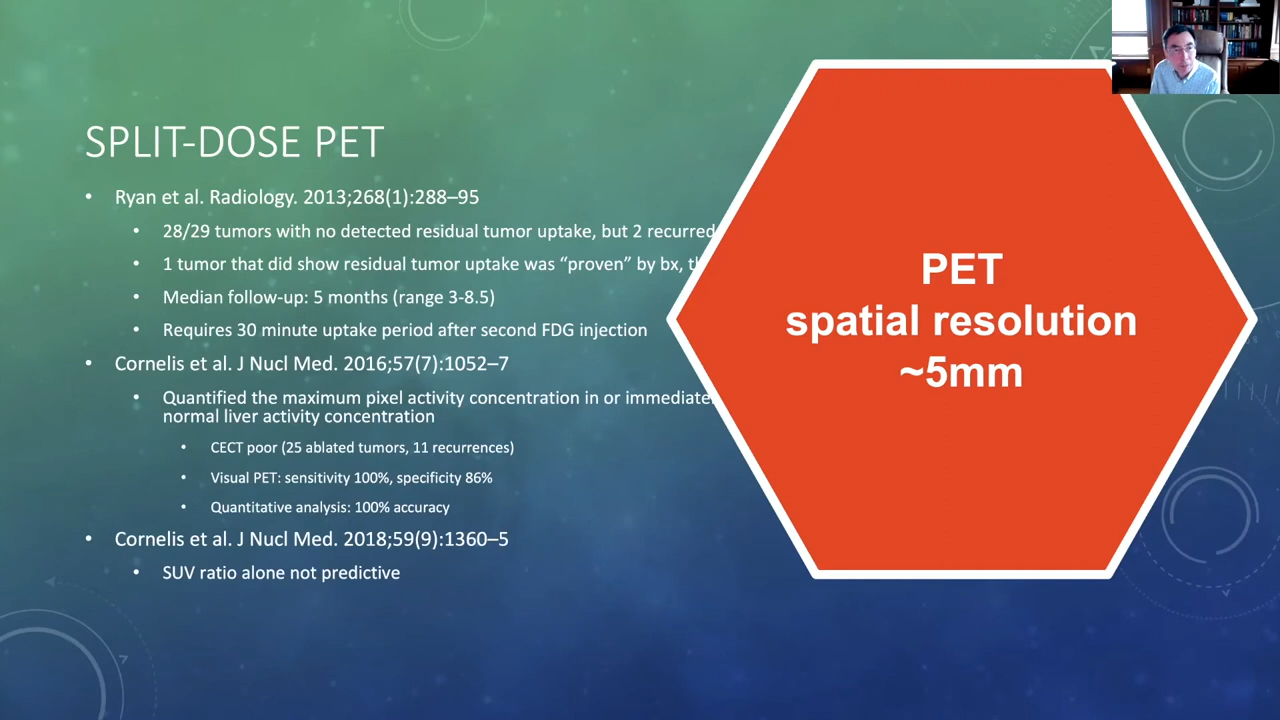 SPLIT-DOSE PET
• Ryan et al. Radiology. 2013;268(1):288–95
• 28/29 tumors with no detected residual tumor uptake, but 2 recurred
• 1 tumor that did show residual tumor uptake was “proven” by bx,
• Median follow-up: 5 months (range 3-8.5)
• Requires 30 minute uptake period after second FDG injection
• Cornelis et al. J Nucl Med. 2016;57(7):1052–7
• Quantified the maximum pixel activity concentration in or immediate
normal liver activity concentration
• CECT poor (25 ablated tumors, 11 recurrences)
• Visual PET: sensitivity 100%, specificity 86%
• Quantitative analysis: 100% accuracy
• Cornelis et al. J Nucl Med. 2018;59(9):1360–5
• SUV ratio alone not predictive
PET
spatial resolution
~5mm